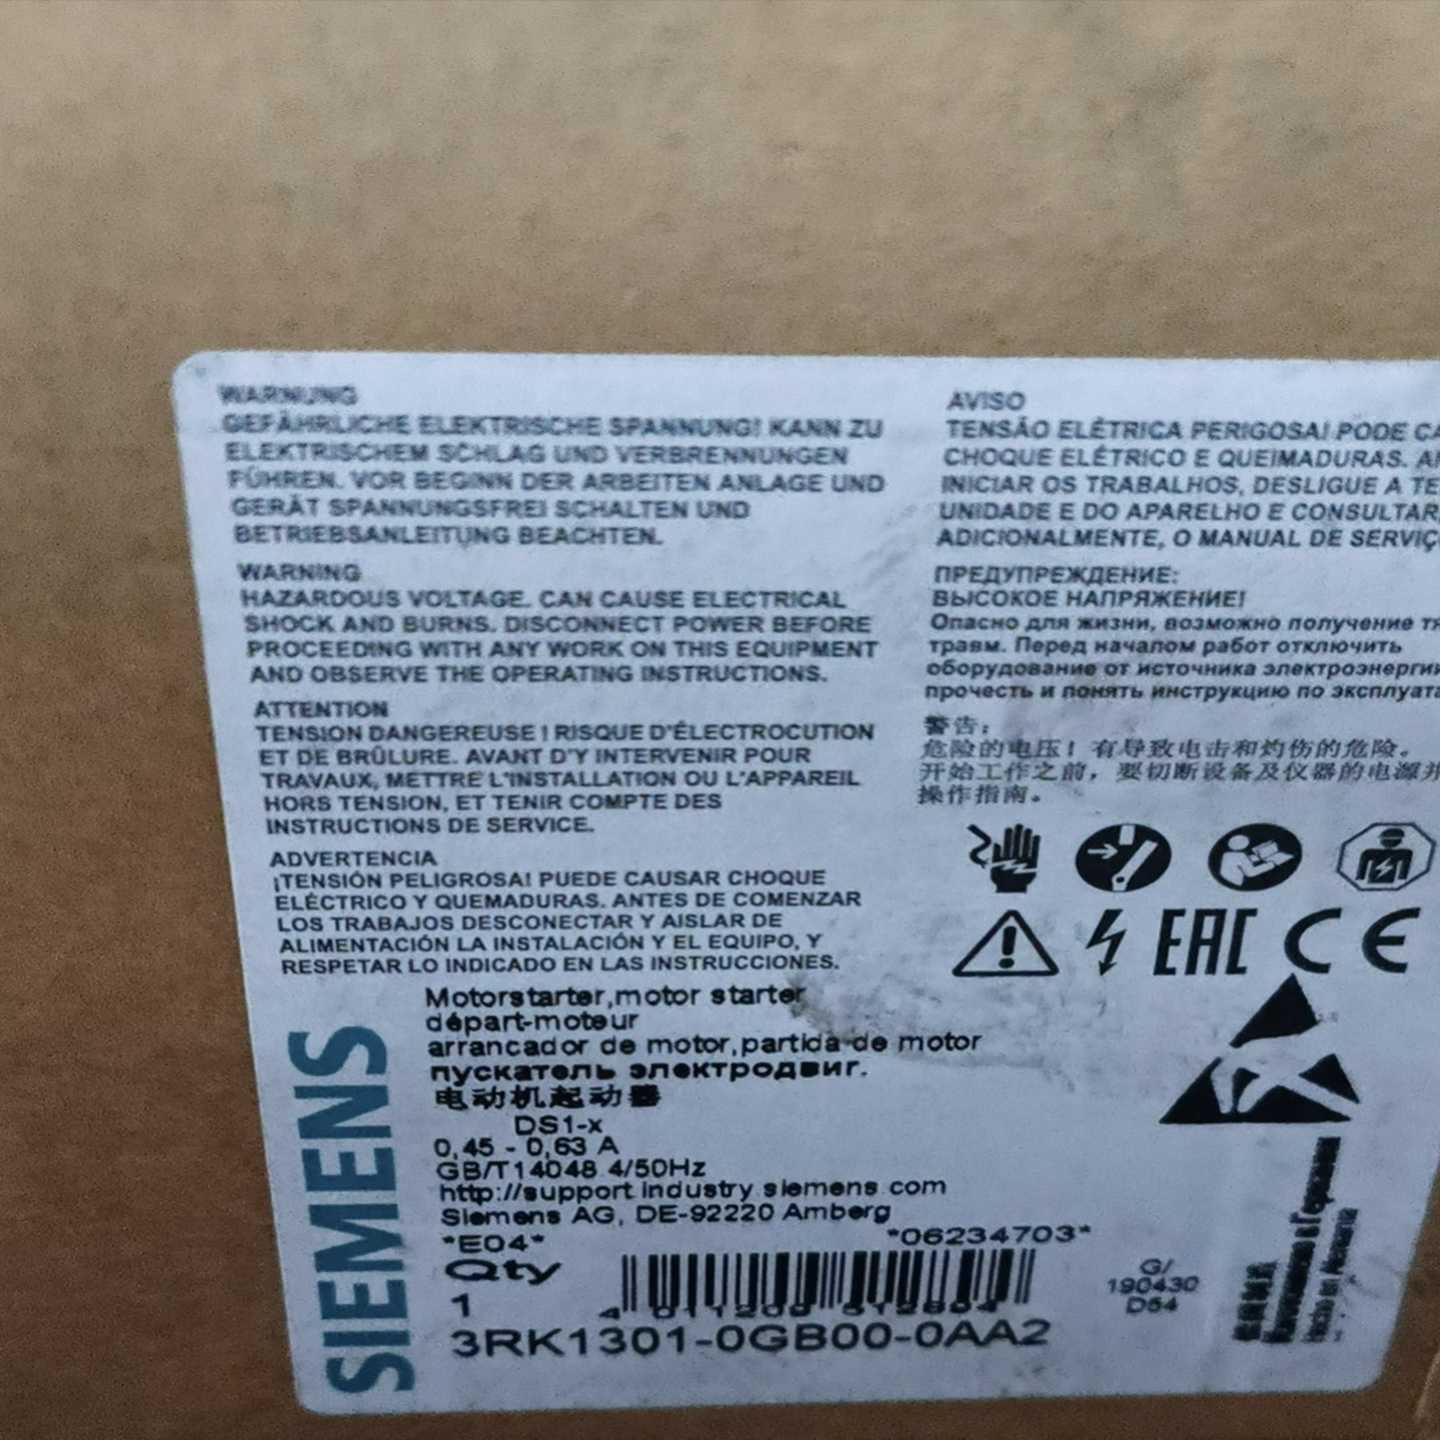 WARNUNG
GEFÄHRLICHE ELEKTRISCHE SPANNUNG! KANN ZU
ELEKTRISCHEM SCHLAG UND VERBRENNUNGEN
FÜHREN. VOR BEGINN DER ARBEITEN ANLAGE UND
GERÄT SPANNUNGSFREI SCHALTEN UND
BETRIEBSANLEITUNG BEACHTEN.
WARNING
HAZARDOUS VOLTAGE. CAN CAUSE ELECTRICAL
SHOCK AND BURNS. DISCONNECT POWER BEFORE
PROCEEDING WITH ANY WORK ON THIS EQUIPMENT
AND OBSERVE THE OPERATING INSTRUCTIONS.
ATTENTION
TENSION DANGEREUSE ! RISQUE D'ÉLECTROCUTION
ET DE BRÛLURE. AVANT D'Y INTERVENIR POUR
TRAVAUX, METTRE L'INSTALLATION OU L'APPAREIL
HORS TENSION, ET TENIR COMPTE DES
INSTRUCTIONS DE SERVICE.
ADVERTENCIA
¡TENSIÓN PELIGROSA! PUEDE CAUSAR CHOQUE
ELÉCTRICO Y QUEMADURAS. ANTES DE COMENZAR
LOS TRABAJOS DESCONECTAR Y AISLAR DE
ALIMENTACIÓN LA INSTALACIÓN Y EL EQUIPO, Y
RESPETAR LO INDICADO EN LAS INSTRUCCIONES.
AVISO
TENSÃO ELÉTRICA PERIGOSA! PODE CA
CHOQUE ELÉTRICO E QUEIMADURAS. A
INICIAR OS TRABALHOS, DESLIGUE A TE
UNIDADE E DO APARELHO E CONSULTAR,
ADICIONALMENTE, O MANUAL DE SERVIÇ
ПРЕДУПРЕЖДЕНИЕ:
ВЫСОКОЕ НАПРЯЖЕНИЕ!
Опасно для жизни, возможно получение тя
травм. Перед началом работ отключить
оборудование от источника электроэнергии
прочесть и понять инструкцию по эксплуата
警告：
危险的电压！有导致电击和灼伤的危险。
开始工作之前，要切断设备及仪器的电源并
操作指南。
EAC CE
SIEMENS
Motorstarter,motor starter
départ-moteur
arrancador de motor,partida de motor
пускатель электродвиг.
电动机起动器
DS1-x
0,45 - 0,63 A
GB/T14048.4/50Hz
http://support.industry.siemens.com
Siemens AG, DE-92220 Amberg
*E04* *06234703*
Qty
1
3RK1301-0GB00-0AA2
G/
190430
D54